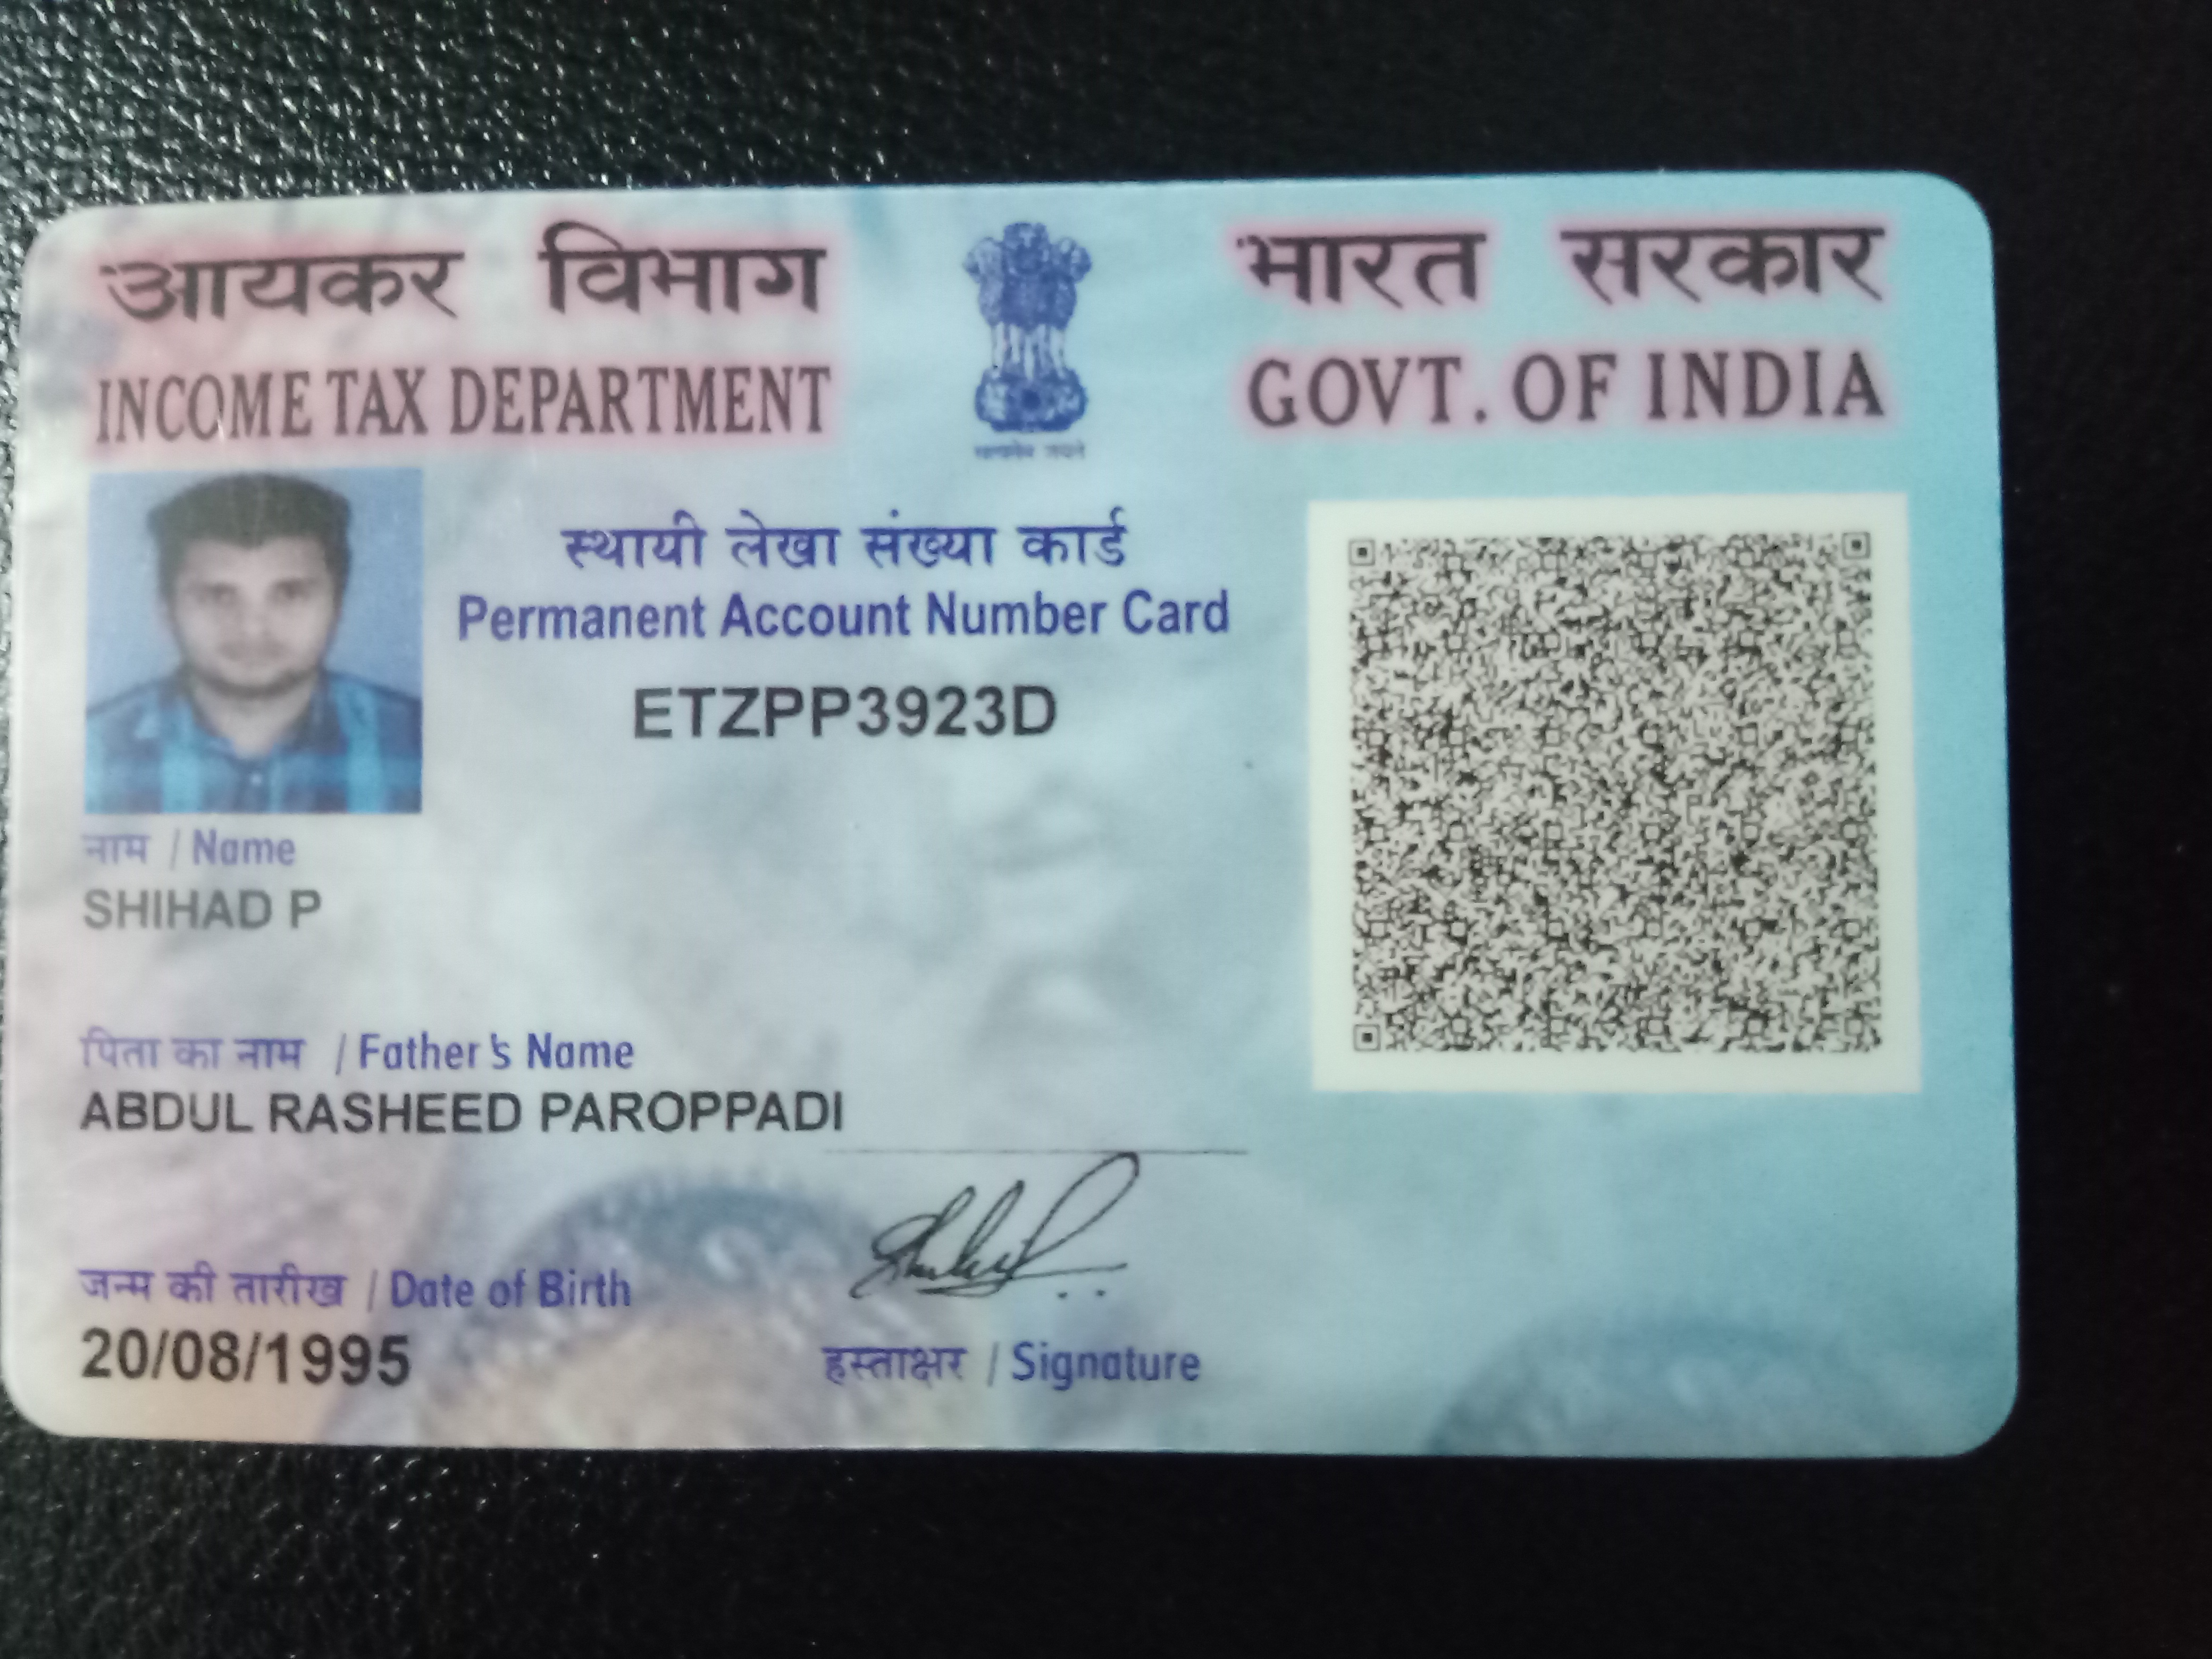 आयकर विभाग
INCOME TAX DEPARTMENT
भारत सरकार
GOVT. OF INDIA
सत्यमेव जयते
स्थायी लेखा संख्या कार्ड
Permanent Account Number Card
ETZPP3923D
नाम / Name
SHIHAD P
पिता का नाम / Father's Name
ABDUL RASHEED PAROPPADI
जन्म की तारीख / Date of Birth
20/08/1995
हस्ताक्षर / Signature